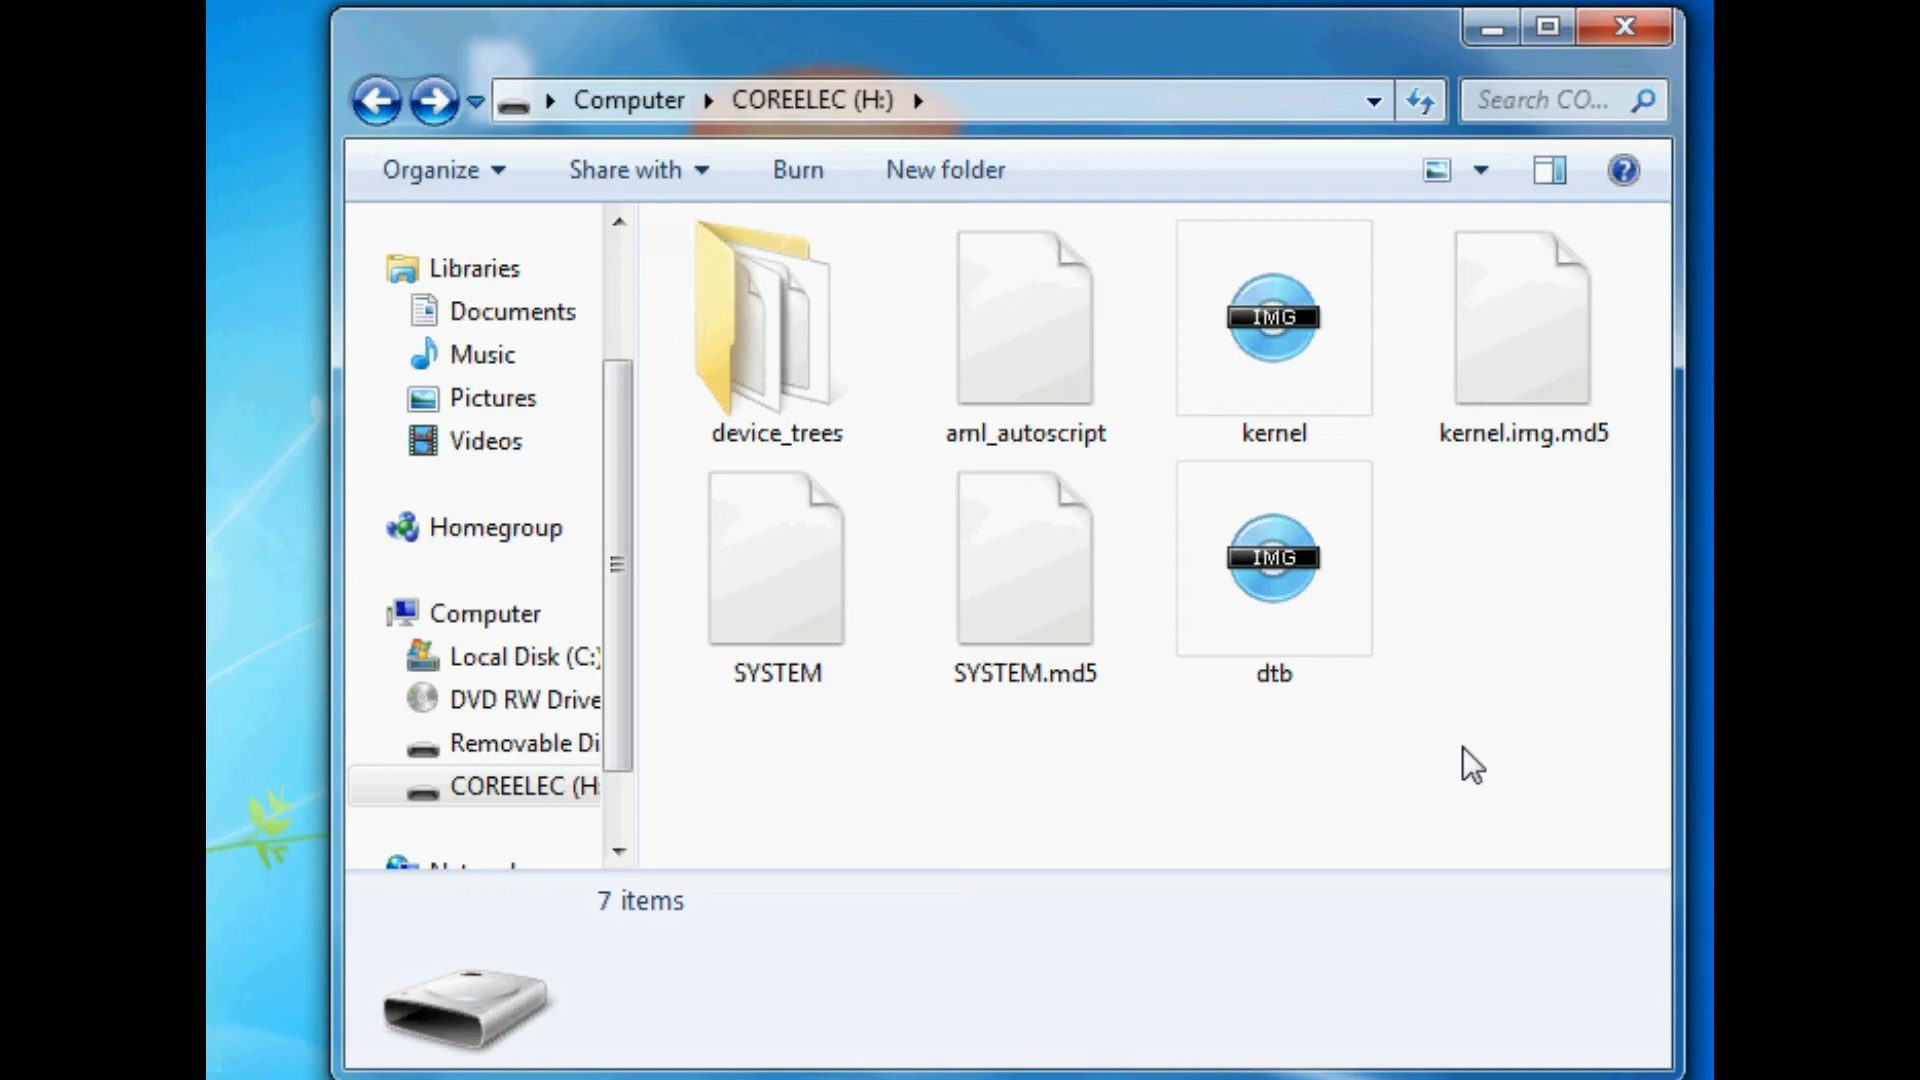 Computer COREELEC (H:)
Search CO...
Organize Share with Burn New folder
Libraries
Documents
Music
Pictures
Videos
Homegroup
Computer
Local Disk (C:)
DVD RW Drive
Removable Di
COREELEC (H:
device_trees
aml_autoscript
IMG
kernel
kernel.img.md5
SYSTEM
SYSTEM.md5
IMG
dtb
7 items